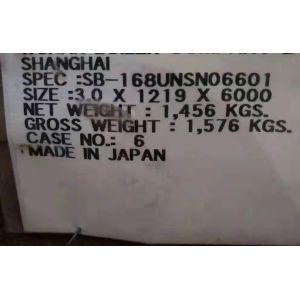 SHANGHAI
SPEC :SB-168UNSN06601
SIZE :3.0 X 1219 X 6000
NET WEIGHT : 1,456 KGS.
GROSS WEIGHT : 1,576 KGS.
CASE NO.: 6
MADE IN JAPAN